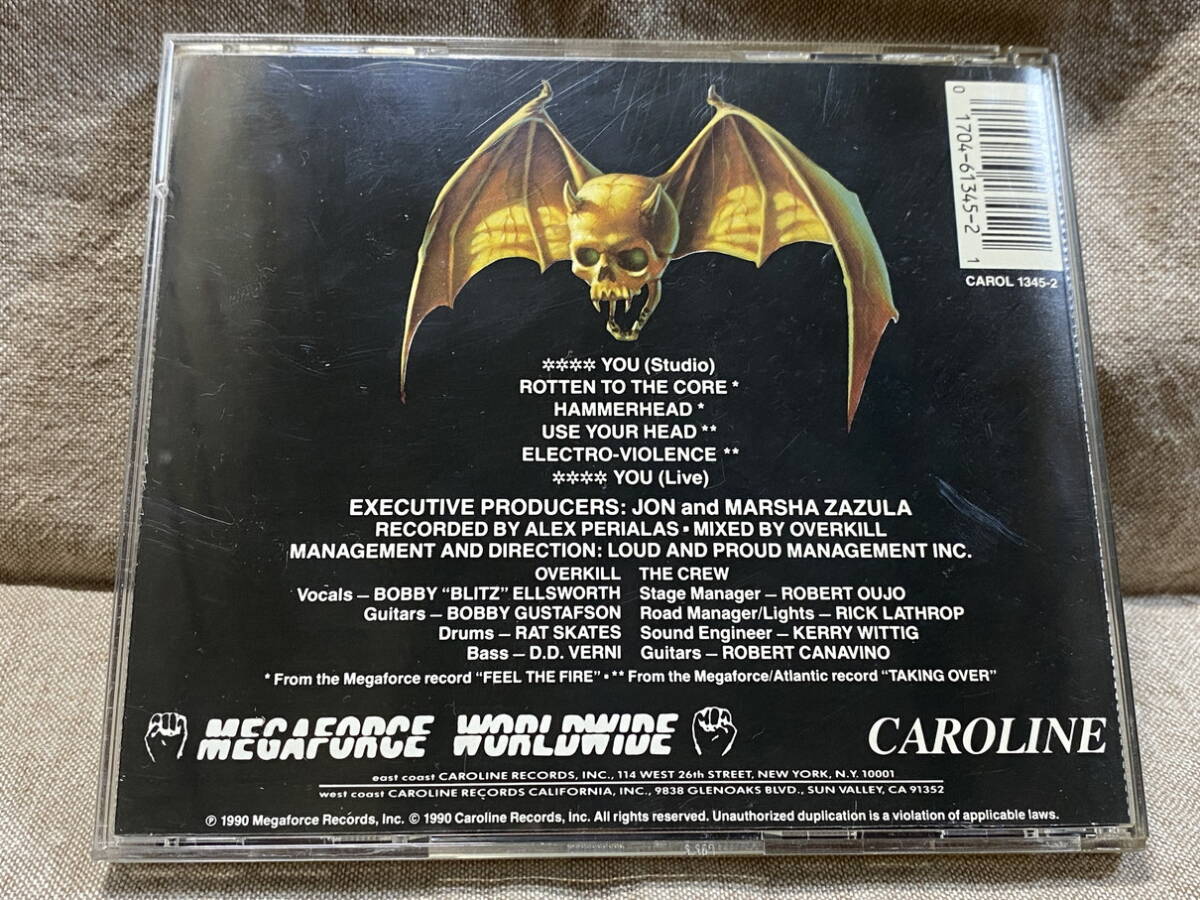 0 1704-61345-2 1
CAROL 1345-2
✲✲✲✲ YOU (Studio)
ROTTEN TO THE CORE *
HAMMERHEAD *
USE YOUR HEAD **
ELECTRO-VIOLENCE **
✲✲✲✲ YOU (Live)
EXECUTIVE PRODUCERS: JON and MARSHA ZAZULA
RECORDED BY ALEX PERIALAS ▪ MIXED BY OVERKILL
MANAGEMENT AND DIRECTION: LOUD AND PROUD MANAGEMENT INC.
OVERKILL THE CREW
Vocals – BOBBY “BLITZ” ELLSWORTH Stage Manager – ROBERT OUJO
Guitars – BOBBY GUSTAFSON Road Manager/Lights – RICK LATHROP
Drums – RAT SKATES Sound Engineer – KERRY WITTIG
Bass – D.D. VERNI Guitars – ROBERT CANAVINO
* From the Megaforce record “FEEL THE FIRE” ▪ ** From the Megaforce/Atlantic record “TAKING OVER”
MEGAFORCE WORLDWIDE CAROLINE
east coast CAROLINE RECORDS, INC., 114 WEST 26th STREET, NEW YORK, N.Y. 10001
west coast CAROLINE RECORDS CALIFORNIA, INC., 9838 GLENOAKS BLVD., SUN VALLEY, CA 91352
℗ 1990 Megaforce Records, Inc. © 1990 Caroline Records, Inc. All rights reserved. Unauthorized duplication is a violation of applicable laws.